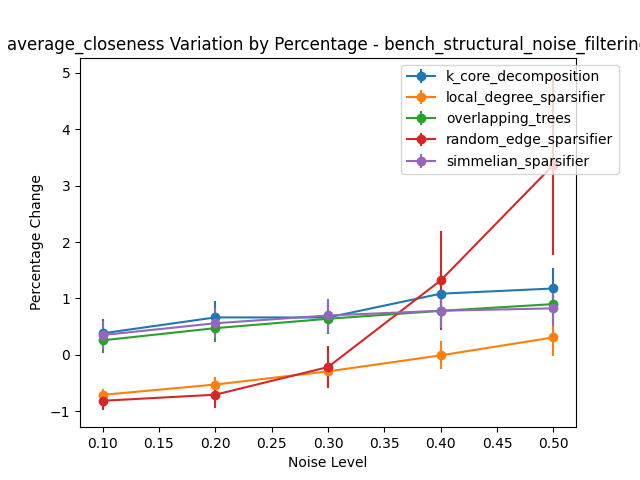 average_closeness Variation by Percentage - bench_structural_noise_filtering
k_core_decomposition
local_degree_sparsifier
overlapping_trees
random_edge_sparsifier
simmelian_sparsifier
Percentage Change
5
4
3
2
1
0
−1
0.10 0.15 0.20 0.25 0.30 0.35 0.40 0.45 0.50
Noise Level